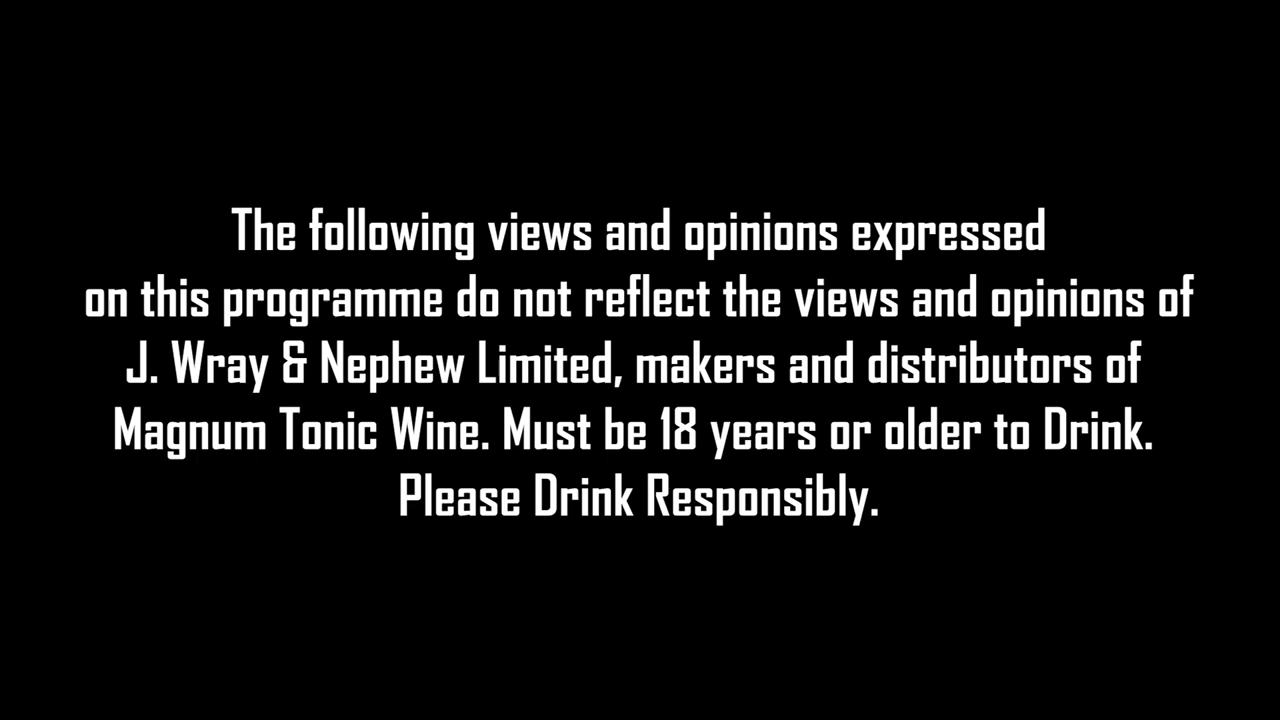 The following views and opinions expressed
on this programme do not reflect the views and opinions of
J. Wray & Nephew Limited, makers and distributors of
Magnum Tonic Wine. Must be 18 years or older to Drink.
Please Drink Responsibly.